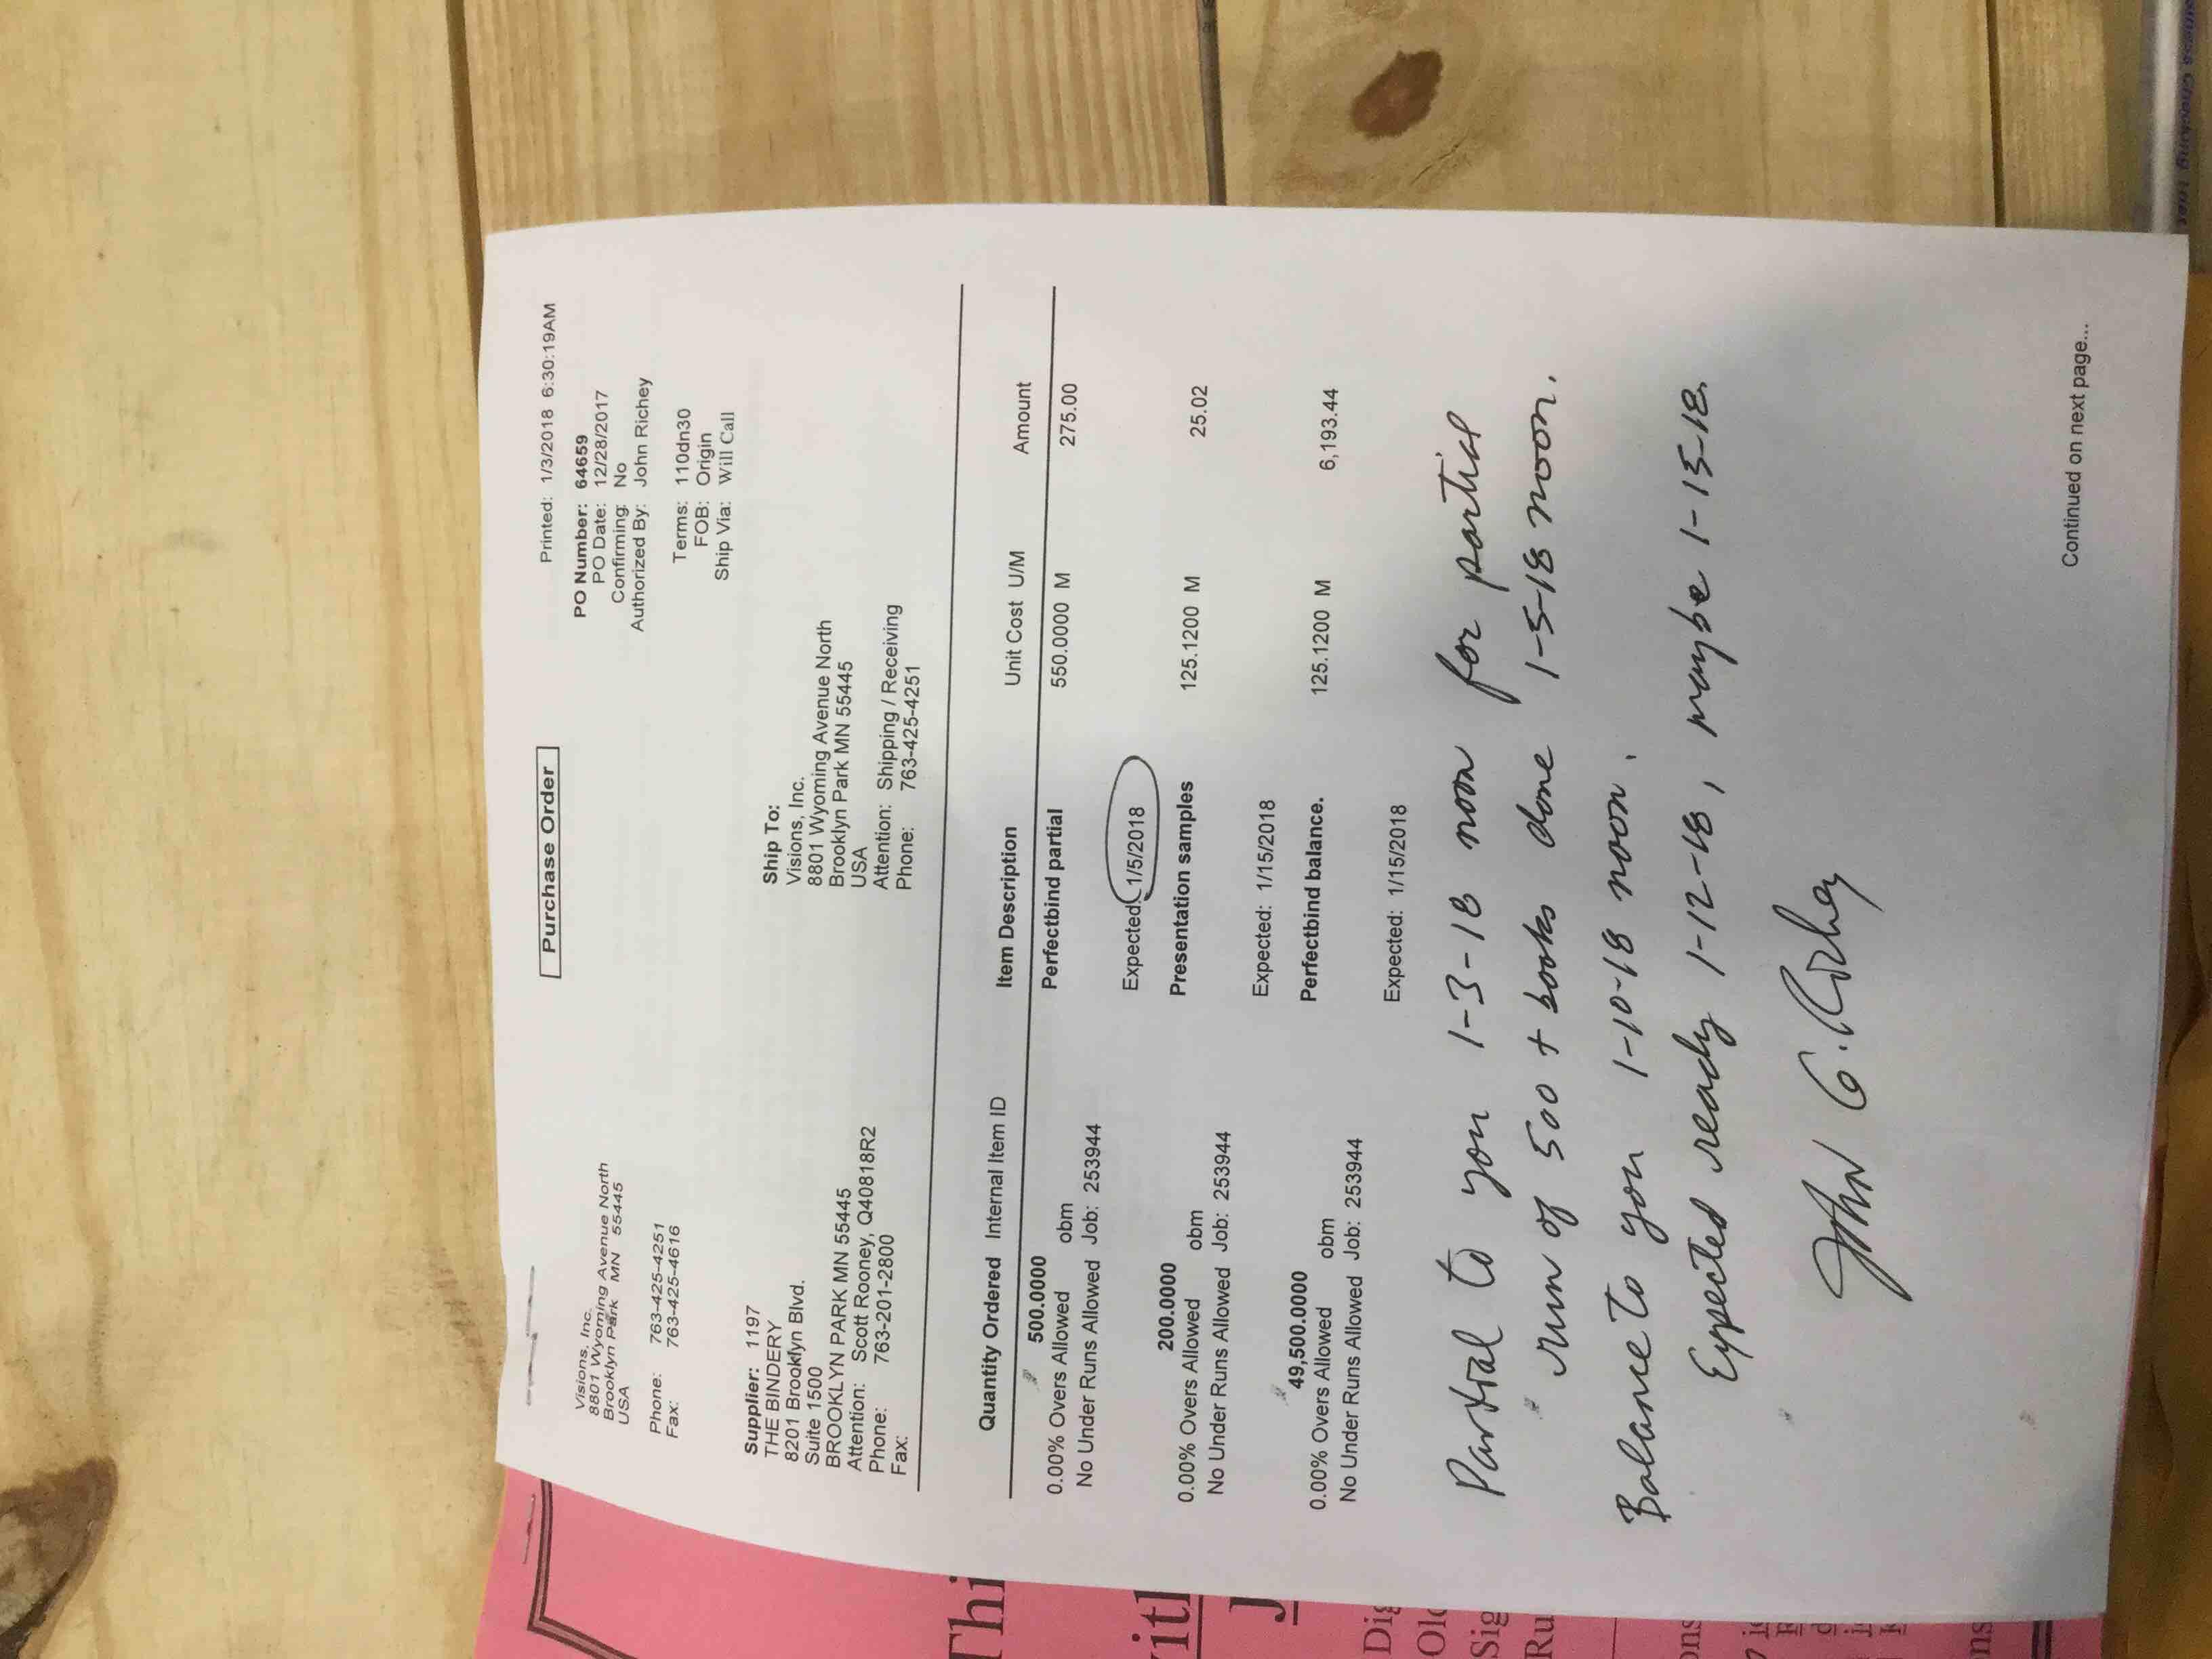 Purchase Order
Printed: 1/3/2018 6:30:19AM
Visions, Inc.
8801 Wyoming Avenue North
Brooklyn Park MN 55445
USA
Phone: 763-425-4251
Fax: 763-425-4616
PO Number: 64659
PO Date: 12/28/2017
Confirming: No
Authorized By: John Richey
Terms: 110dn30
FOB: Origin
Ship Via: Will Call
Supplier: 1197
THE BINDERY
8201 Brooklyn Blvd.
Suite 1500
BROOKLYN PARK MN 55445
Attention: Scott Rooney, Q40818R2
Phone: 763-201-2800
Fax:
Ship To:
Visions, Inc.
8801 Wyoming Avenue North
Brooklyn Park MN 55445
USA
Attention: Shipping / Receiving
Phone: 763-425-4251
Quantity Ordered Internal Item ID Item Description Unit Cost U/M Amount
500.0000 Perfectbind partial 550.0000 M 275.00
0.00% Overs Allowed obm
No Under Runs Allowed Job: 253944 Expected: 1/5/2018
200.0000 Presentation samples 125.1200 M 25.02
0.00% Overs Allowed obm
No Under Runs Allowed Job: 253944 Expected: 1/15/2018
49,500.0000 Perfectbind balance. 125.1200 M 6,193.44
0.00% Overs Allowed obm
No Under Runs Allowed Job: 253944 Expected: 1/15/2018
Partial to you 1-3-18 noon for partial
run of 500 + books done 1-5-18 noon.
Balance to you 1-10-18 noon.
Expected ready 1-12-18, maybe 1-15-18.
John G. Richey
Continued on next page...
Thi
ith
J
Dig
Old
Sig
Ru